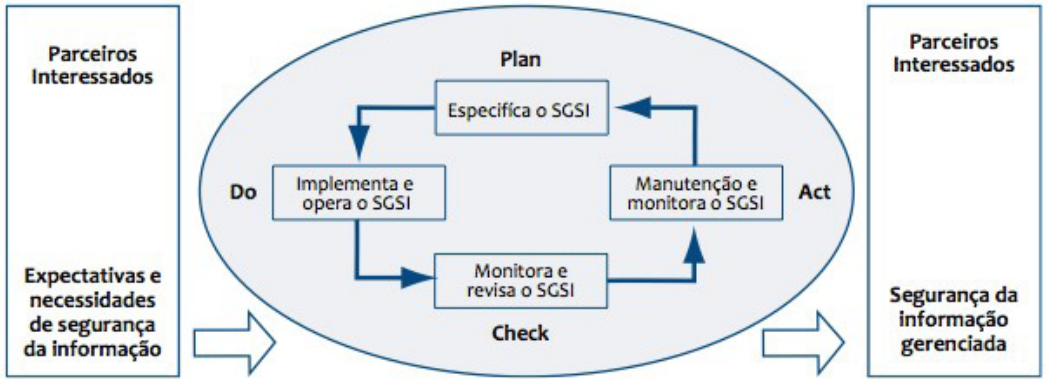 Parceiros
Interessados
Expectativas e
necessidades
de segurança
da informação
Plan
Especifíca o SGSI
Do
Implementa e
opera o SGSI
Manutenção e
monitora o SGSI
Act
Monitora e
revisa o SGSI
Check
Parceiros
Interessados
Segurança da
informação
gerenciada